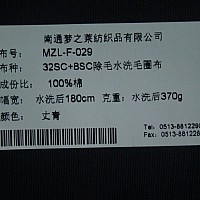 南通梦之莱纺织品有限公司
布号： MZL-F-029
布种： 32SC+8SC除毛水洗毛圈布
成份比： 100%棉
幅宽： 水洗后180cm 克重：水洗后370g
颜色： 丈青
Tel：0513-881229
Fax：0513-881228